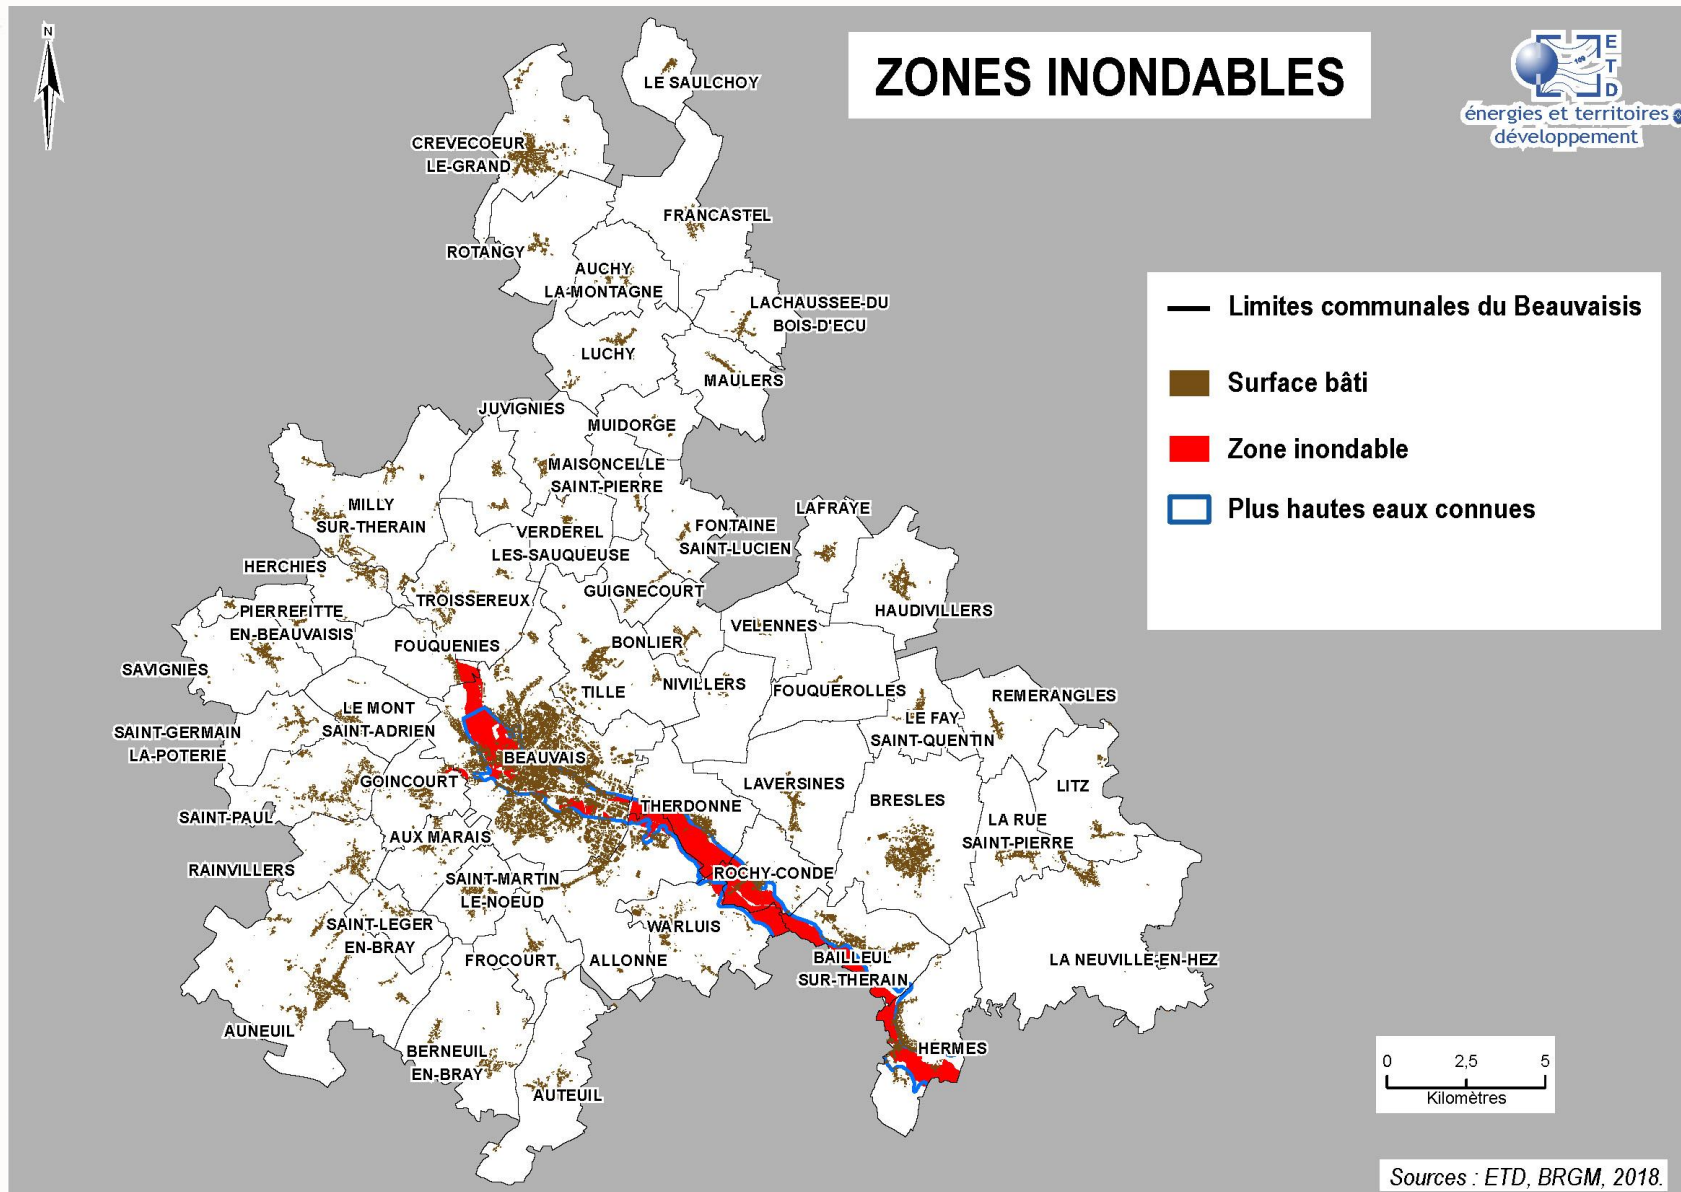 N
ZONES INONDABLES
E
T
D
100
énergies et territoires
développement
LE SAULCHOY
CREVECOEUR
LE-GRAND
FRANCASTEL
ROTANGY
AUCHY
LA-MONTAGNE
LACHAUSSEE-DU
BOIS-D'ECU
LUCHY
MAULERS
JUVIGNIES
MUIDORGE
MAISONCELLE
SAINT-PIERRE
MILLY
SUR-THERAIN
VERDEREL
LES-SAUQUEUSE
FONTAINE
SAINT-LUCIEN
LAFRAYE
HERCHIES
GUIGNECOURT
HAUDIVILLERS
PIERREFITTE
EN-BEAUVAISIS
TROISSEREUX
VELENNES
FOUQUENIES
BONLIER
SAVIGNIES
TILLE
NIVILLERS
FOUQUEROLLES
REMERANGLES
LE MONT
SAINT-ADRIEN
LE FAY
SAINT-QUENTIN
SAINT-GERMAIN
LA-POTERIE
BEAUVAIS
GOINCOURT
LAVERSINES
LITZ
BRESLES
THERDONNE
SAINT-PAUL
LA RUE
SAINT-PIERRE
AUX MARAIS
RAINVILLERS
ROCHY-CONDE
SAINT-MARTIN
LE-NOEUD
SAINT-LEGER
EN-BRAY
WARLUIS
FROCOURT
ALLONNE
BAILLEUL
SUR-THERAIN
LA NEUVILLE-EN-HEZ
AUNEUIL
BERNEUIL
EN-BRAY
HERMES
AUTEUIL
Limites communales du Beauvaisis
Surface bâti
Zone inondable
Plus hautes eaux connues
0 2,5 5
Kilomètres
Sources : ETD, BRGM, 2018.